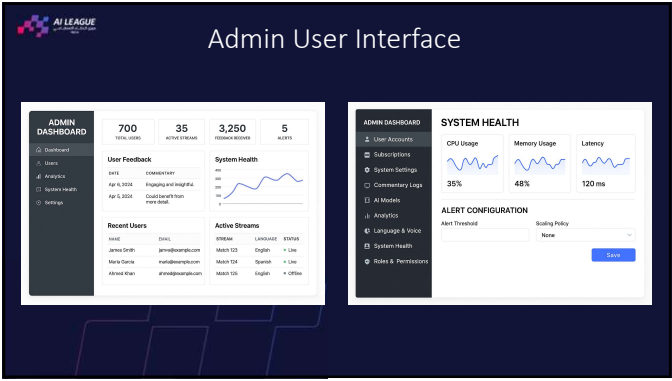 AI LEAGUE
Admin User Interface
ADMIN
DASHBOARD
Dashboard
Users
Analytics
System Health
Settings
700
TOTAL USERS
35
ACTIVE STREAMS
3,250
FEEDBACK RECEIVED
5
ALERTS
User Feedback
DATE COMMENTARY
Apr 6, 2024 Engaging and insightful.
Apr 5, 2024 Could benefit from
more detail.
System Health
400
300
200
100
0
Recent Users
NAME EMAIL
James Smith
Maria Garcia maria@example.com
Ahmed Khan ahmed@example.com
Active Streams
STREAM LANGUAGE STATUS
Match 123 English Live
Match 124 Spanish Live
Match 125 English Offline
ADMIN DASHBOARD
User Accounts
Subscriptions
System Settings
Commentary Logs
AI Models
Analytics
Language & Voice
System Health
Roles & Permissions
SYSTEM HEALTH
CPU Usage
35%
Memory Usage
48%
Latency
120 ms
ALERT CONFIGURATION
Alert Threshold
Scaling Policy
None
Save